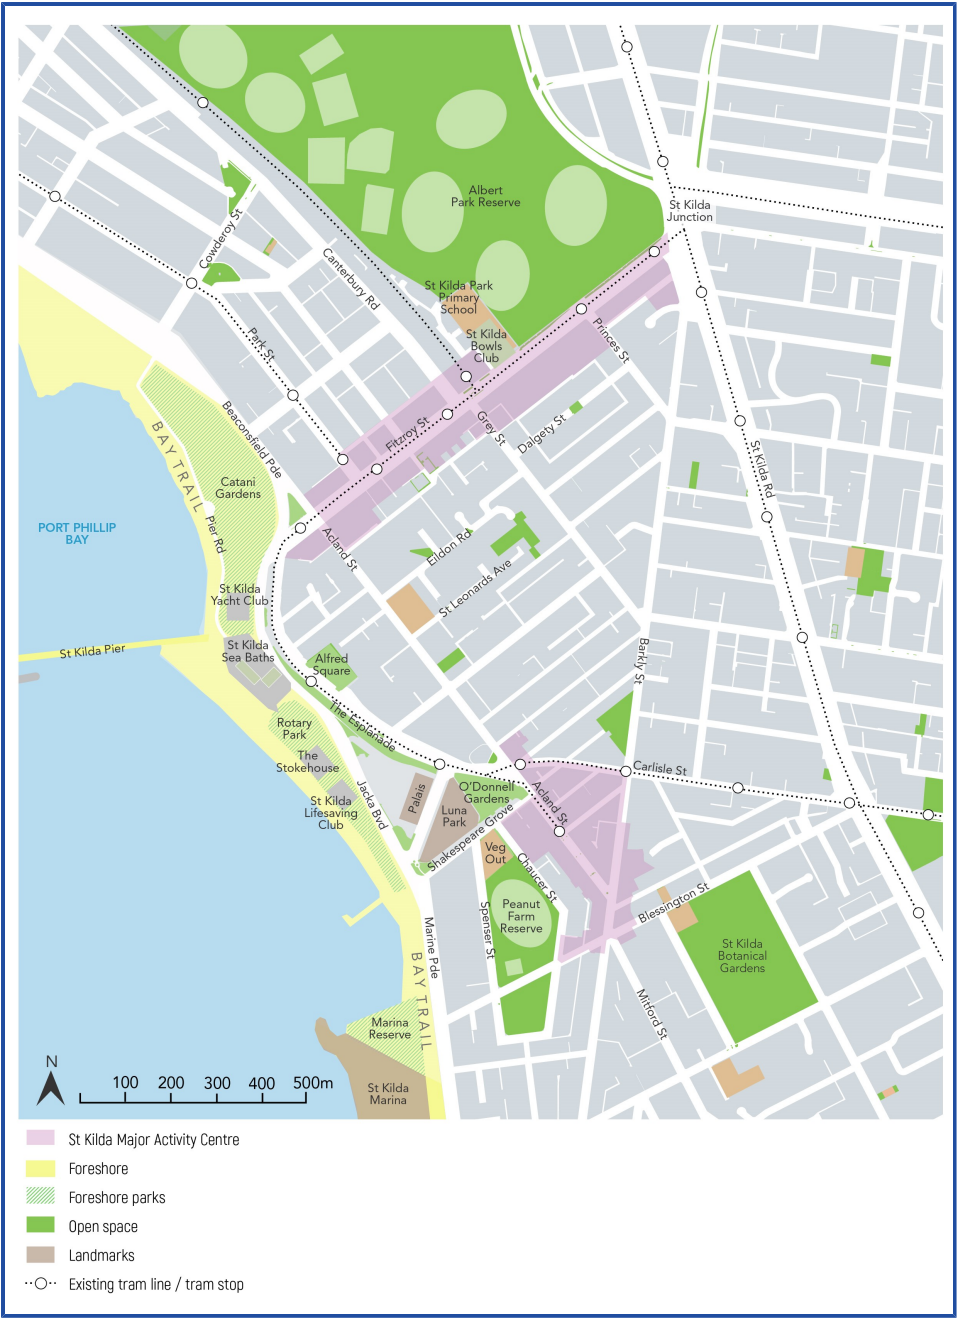 Albert
Park Reserve
St Kilda
Junction
Cowderoy St
Canterbury Rd
St Kilda Park
Primary
School
St Kilda
Bowls
Club
Princes St
Park St
Beaconsfield Pde
Fitzroy St
Grey St
Dalgety St
BAY TRAIL
St Kilda Rd
Catani
Gardens
PORT PHILLIP
BAY
Pier Rd
Acland St
Eildon Rd
St Leonards Ave
St Kilda
Yacht Club
St Kilda Pier
St Kilda
Sea Baths
Alfred
Square
Barkly St
The Esplanade
Rotary
Park
The
Stokehouse
St Kilda
Lifesaving
Club
Jacka Bvd
Palais
Luna
Park
O'Donnell
Gardens
Carlisle St
Acland St
Shakespeare Grove
Veg
Out
Chaucer St
Peanut
Farm
Reserve
Spenser St
Blessington St
St Kilda
Botanical
Gardens
Marine Pde
BAY TRAIL
Mitford St
Marina
Reserve
St Kilda
Marina
N
100 200 300 400 500m
St Kilda Major Activity Centre
Foreshore
Foreshore parks
Open space
Landmarks
Existing tram line / tram stop